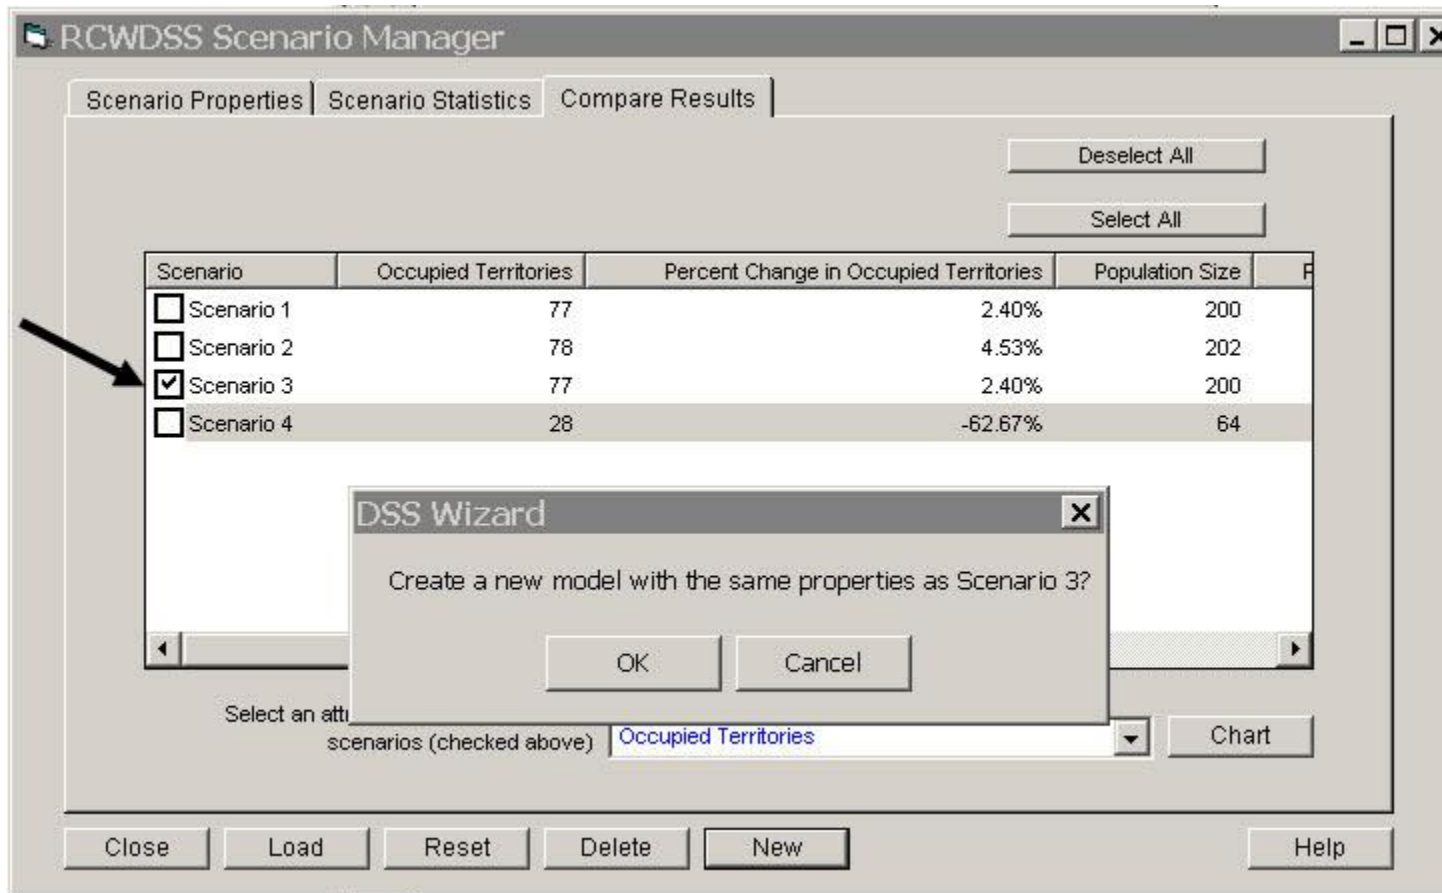 RCWDSS Scenario Manager
Scenario Properties Scenario Statistics Compare Results
Deselect All
Select All
Scenario Occupied Territories Percent Change in Occupied Territories Population Size
Scenario 1 77 2.40% 200
Scenario 2 78 4.53% 202
Scenario 3 77 2.40% 200
Scenario 4 28 -62.67% 64
DSS Wizard
Create a new model with the same properties as Scenario 3?
OK Cancel
Select an
scenarios (checked above) Occupied Territories Chart
Close Load Reset Delete New Help